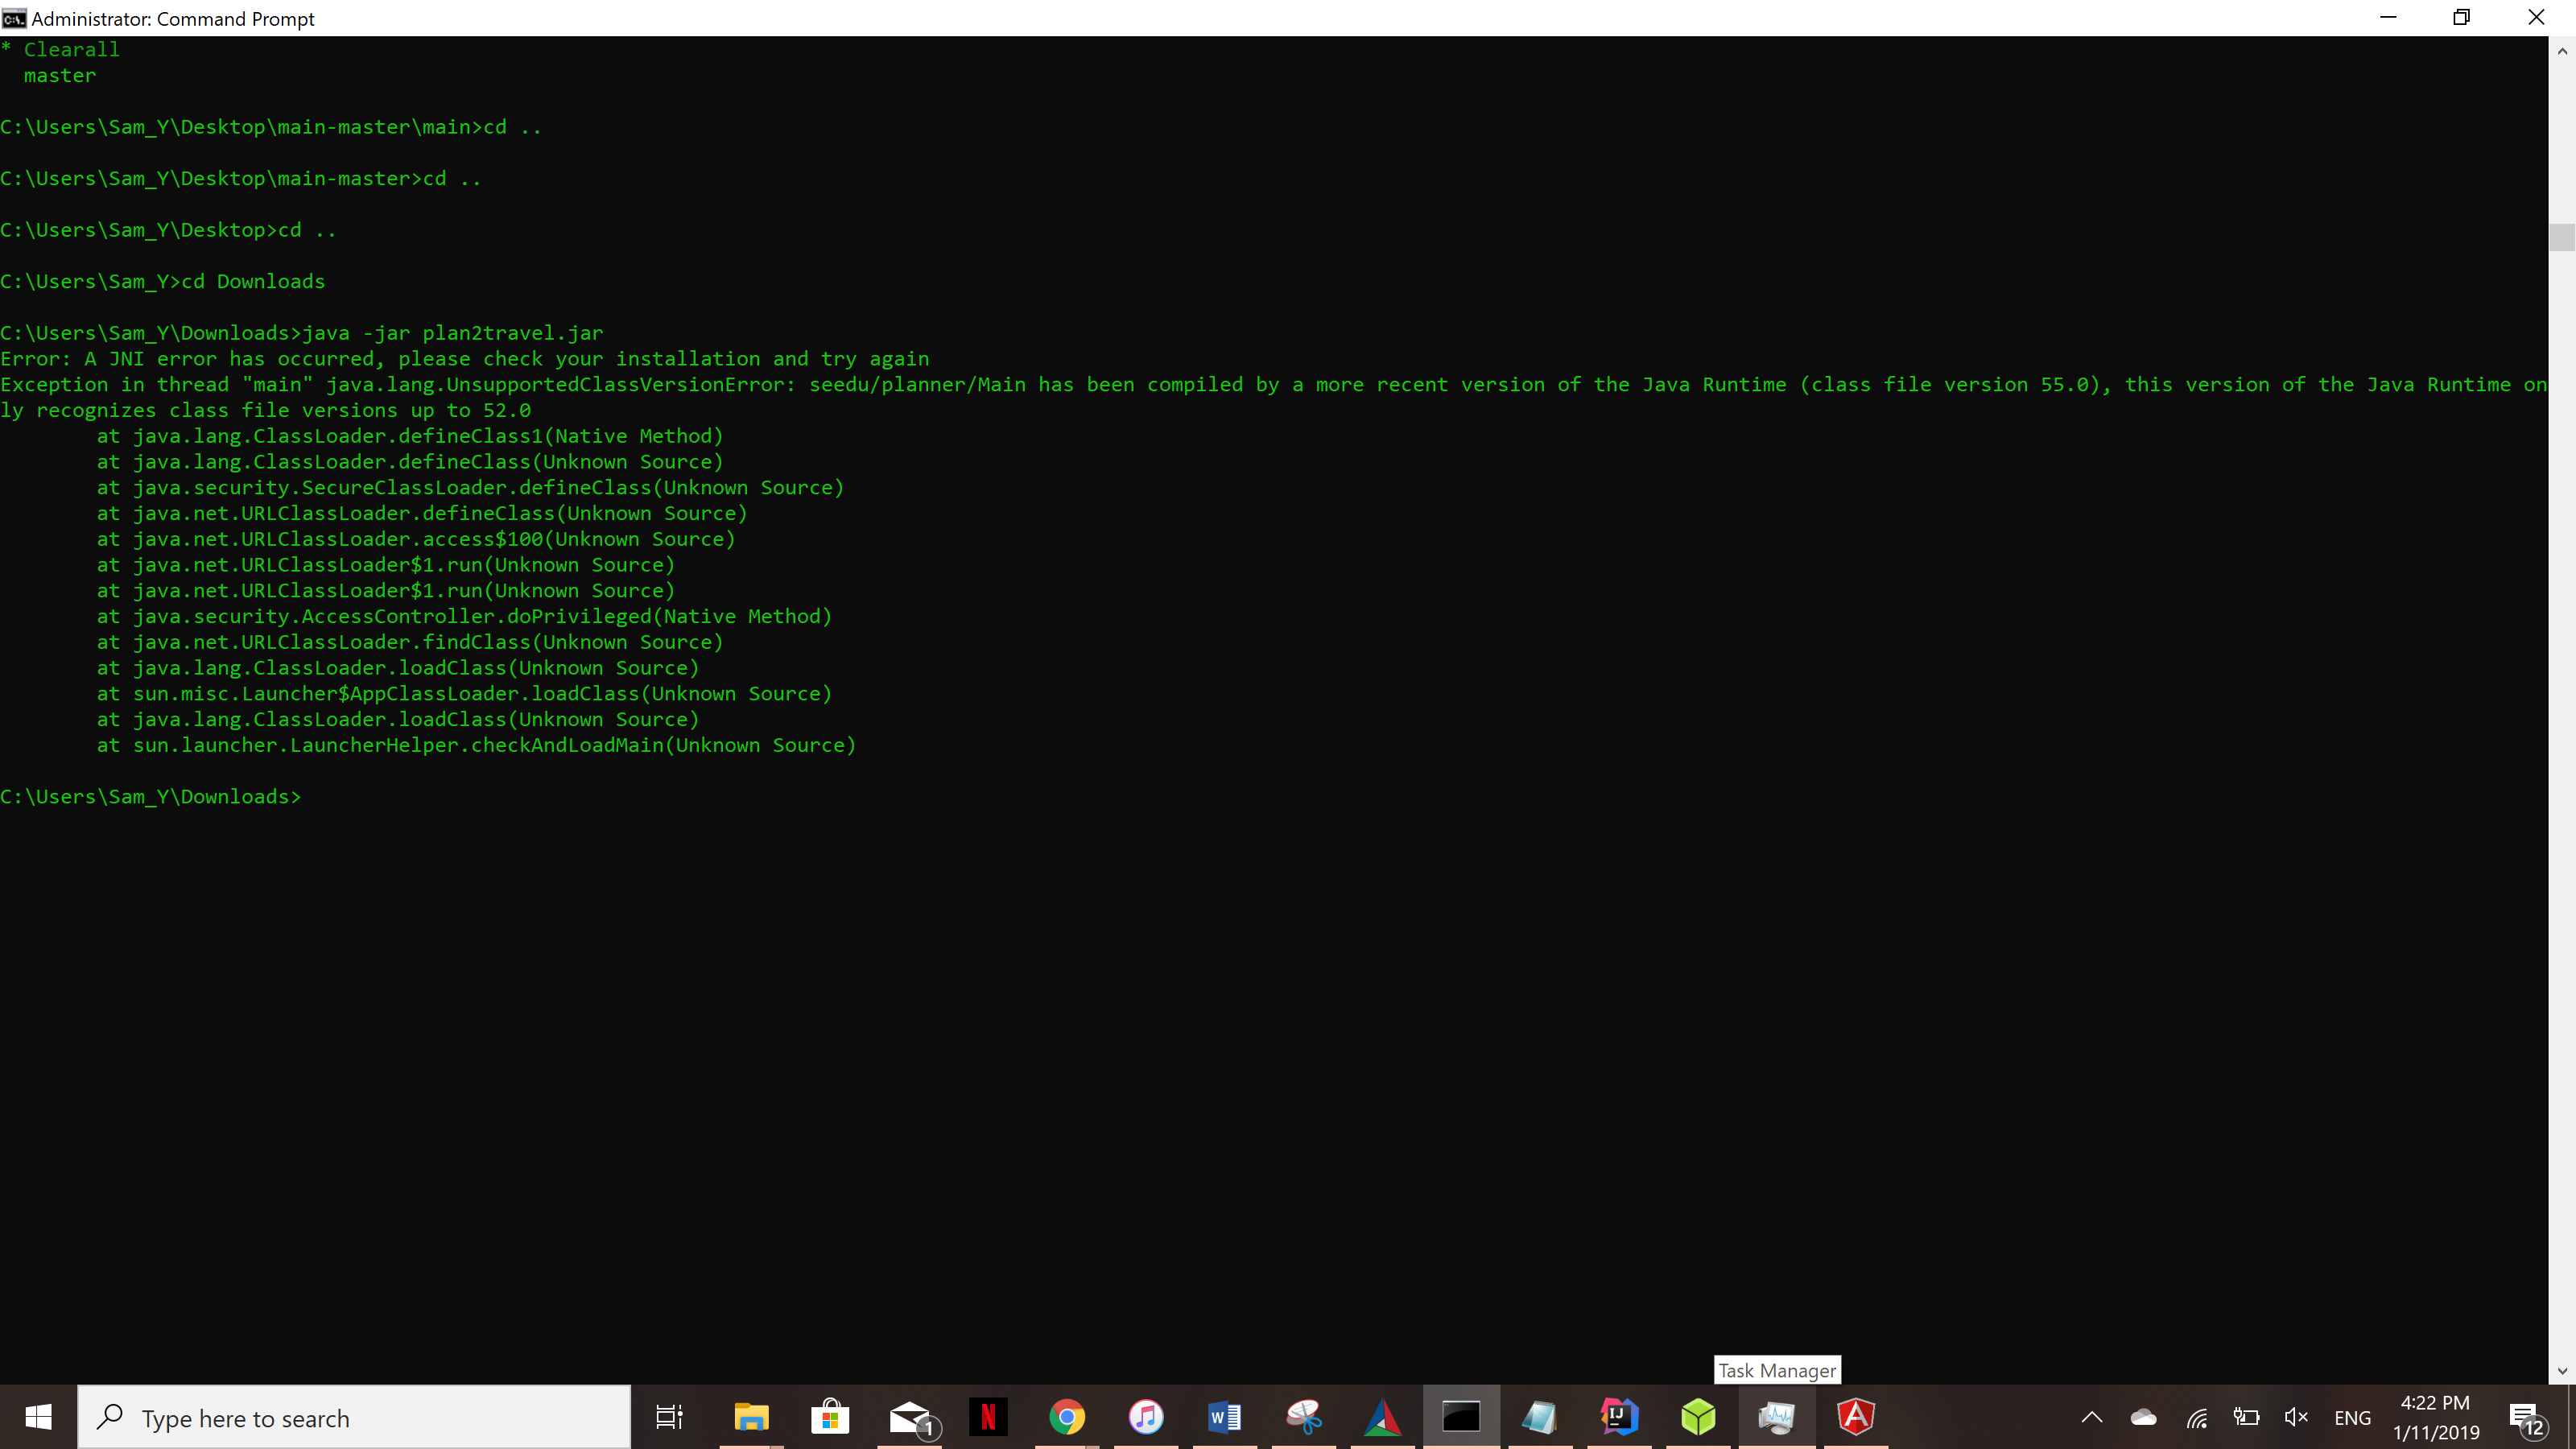 Administrator: Command Prompt
* Clearall
  master
C:\Users\Sam_Y\Desktop\main-master\main>cd ..
C:\Users\Sam_Y\Desktop\main-master>cd ..
C:\Users\Sam_Y\Desktop>cd ..
C:\Users\Sam_Y>cd Downloads
C:\Users\Sam_Y\Downloads>java -jar plan2travel.jar
Error: A JNI error has occurred, please check your installation and try again
Exception in thread "main" java.lang.UnsupportedClassVersionError: seedu/planner/Main has been compiled by a more recent version of the Java Runtime (class file version 55.0), this version of the Java Runtime on
ly recognizes class file versions up to 52.0
        at java.lang.ClassLoader.defineClass1(Native Method)
        at java.lang.ClassLoader.defineClass(Unknown Source)
        at java.security.SecureClassLoader.defineClass(Unknown Source)
        at java.net.URLClassLoader.defineClass(Unknown Source)
        at java.net.URLClassLoader.access$100(Unknown Source)
        at java.net.URLClassLoader$1.run(Unknown Source)
        at java.net.URLClassLoader$1.run(Unknown Source)
        at java.security.AccessController.doPrivileged(Native Method)
        at java.net.URLClassLoader.findClass(Unknown Source)
        at java.lang.ClassLoader.loadClass(Unknown Source)
        at sun.misc.Launcher$AppClassLoader.loadClass(Unknown Source)
        at java.lang.ClassLoader.loadClass(Unknown Source)
        at sun.launcher.LauncherHelper.checkAndLoadMain(Unknown Source)
C:\Users\Sam_Y\Downloads>
Task Manager
Type here to search
1
N
W
IJ
A
ENG
4:22 PM
1/11/2019
12